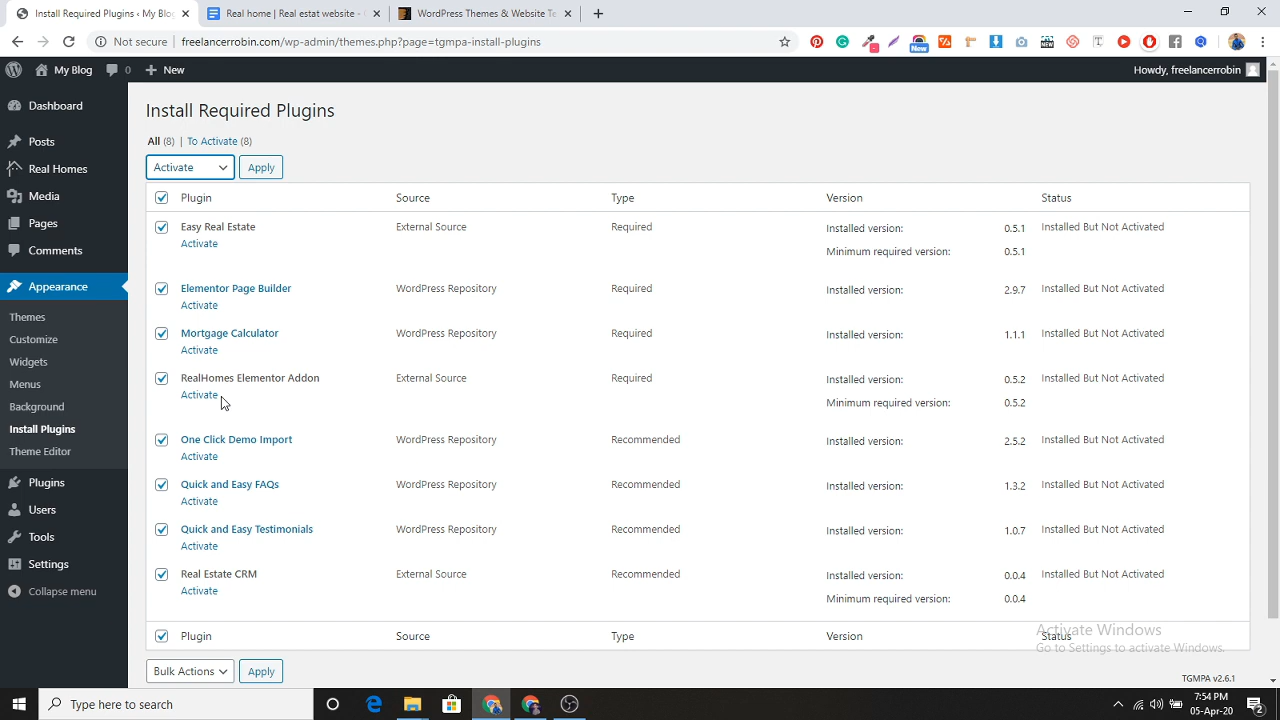 Install Required Plugins ‹ My Blog
Real home | Real estat website -
WordPress Themes & Website Te
Not secure | freelancerrobin.com/wp-admin/themes.php?page=tgmpa-install-plugins
My Blog 0 + New
Howdy, freelancerrobin
Dashboard
Posts
Real Homes
Media
Pages
Comments
Appearance
Themes
Customize
Widgets
Menus
Background
Install Plugins
Theme Editor
Plugins
Users
Tools
Settings
Collapse menu
Install Required Plugins
All (8) | To Activate (8)
Activate Apply
Plugin Source Type Version Status
Easy Real Estate External Source Required Installed version: 0.5.1 Installed But Not Activated
Activate Minimum required version: 0.5.1
Elementor Page Builder WordPress Repository Required Installed version: 2.9.7 Installed But Not Activated
Activate
Mortgage Calculator WordPress Repository Required Installed version: 1.1.1 Installed But Not Activated
Activate
RealHomes Elementor Addon External Source Required Installed version: 0.5.2 Installed But Not Activated
Activate Minimum required version: 0.5.2
One Click Demo Import WordPress Repository Recommended Installed version: 2.5.2 Installed But Not Activated
Activate
Quick and Easy FAQs WordPress Repository Recommended Installed version: 1.3.2 Installed But Not Activated
Activate
Quick and Easy Testimonials WordPress Repository Recommended Installed version: 1.0.7 Installed But Not Activated
Activate
Real Estate CRM External Source Recommended Installed version: 0.0.4 Installed But Not Activated
Activate Minimum required version: 0.0.4
Plugin Source Type Version Status
Activate Windows
Go to Settings to activate Windows.
Bulk Actions Apply
TGMPA v2.6.1
Type here to search
7:54 PM
05-Apr-20
2